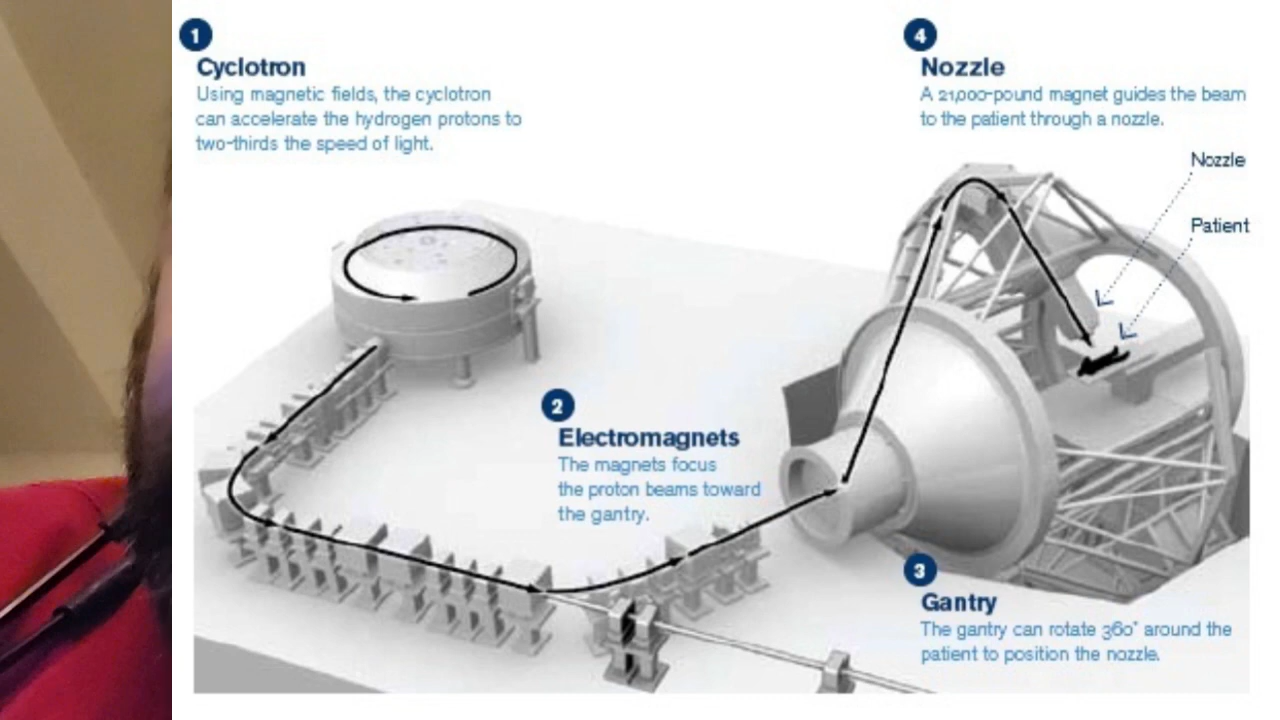 1
Cyclotron
Using magnetic fields, the cyclotron
can accelerate the hydrogen protons to
two-thirds the speed of light.
4
Nozzle
A 21,000-pound magnet guides the beam
to the patient through a nozzle.
Nozzle
Patient
2
Electromagnets
The magnets focus
the proton beams toward
the gantry.
3
Gantry
The gantry can rotate 360° around the
patient to position the nozzle.